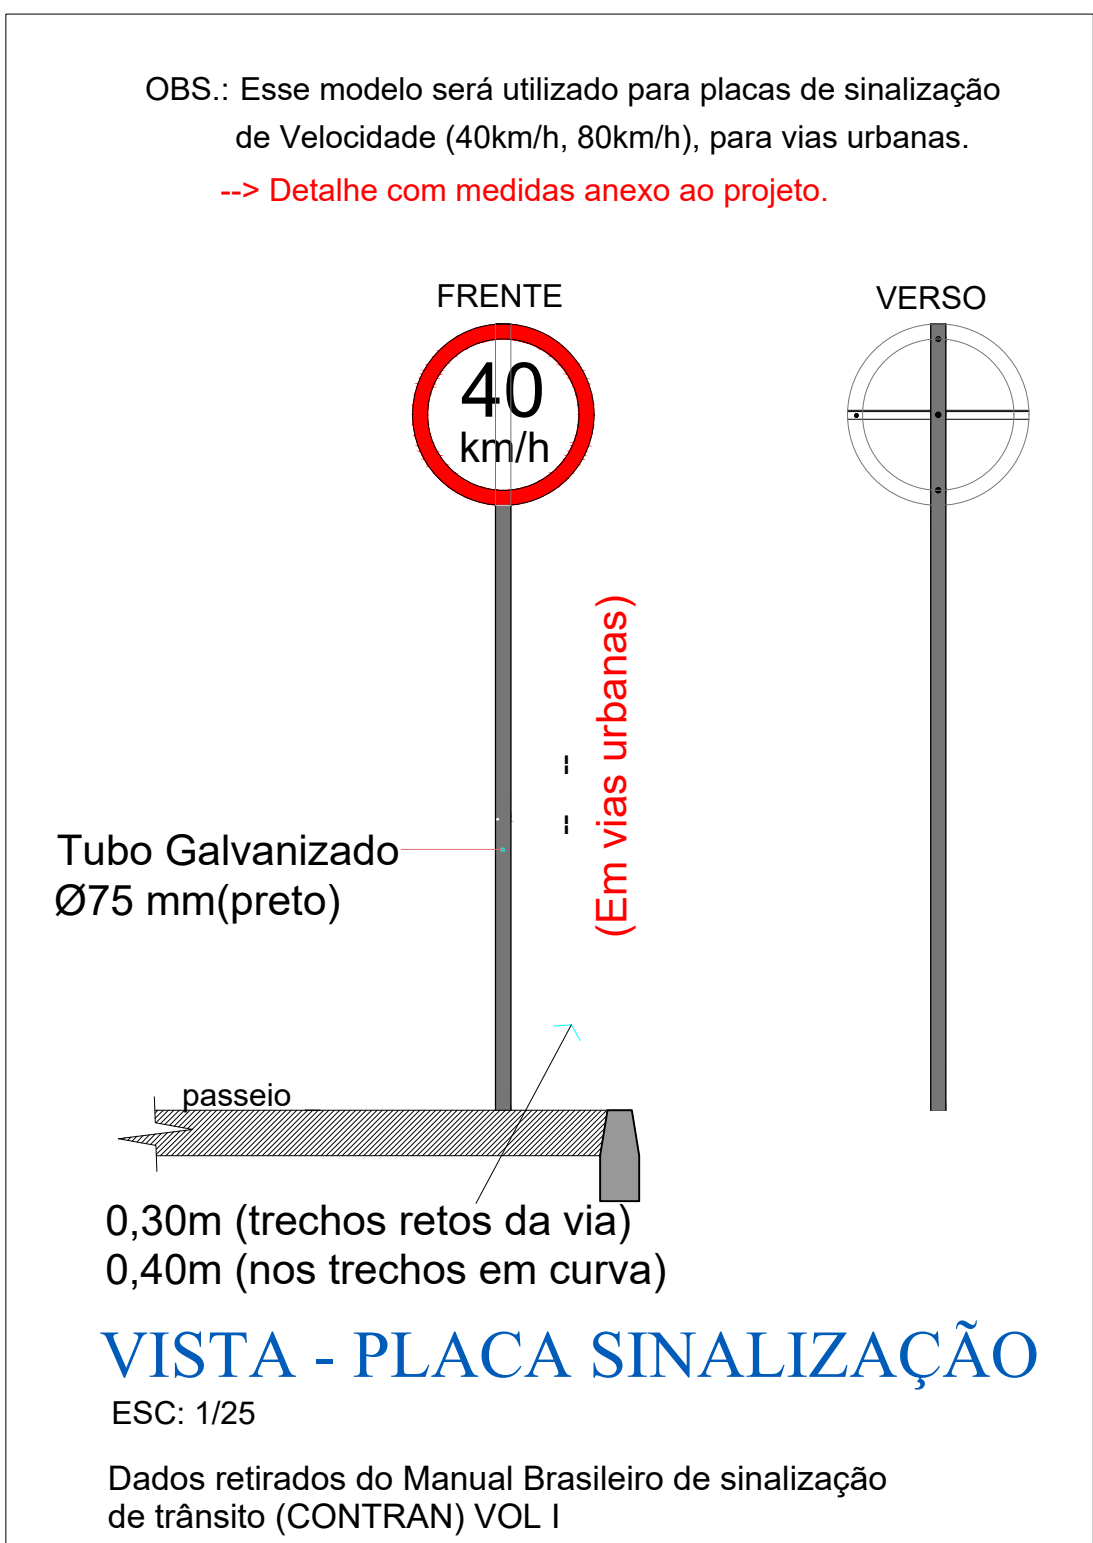 OBS.: Esse modelo será utilizado para placas de sinalização
de Velocidade (40km/h, 80km/h), para vias urbanas.
--> Detalhe com medidas anexo ao projeto.
FRENTE
VERSO
40
km/h
(Em vias urbanas)
Tubo Galvanizado
Ø75 mm(preto)
passeio
0,30m (trechos retos da via)
0,40m (nos trechos em curva)
VISTA - PLACA SINALIZAÇÃO
ESC: 1/25
Dados retirados do Manual Brasileiro de sinalização
de trânsito (CONTRAN) VOL I